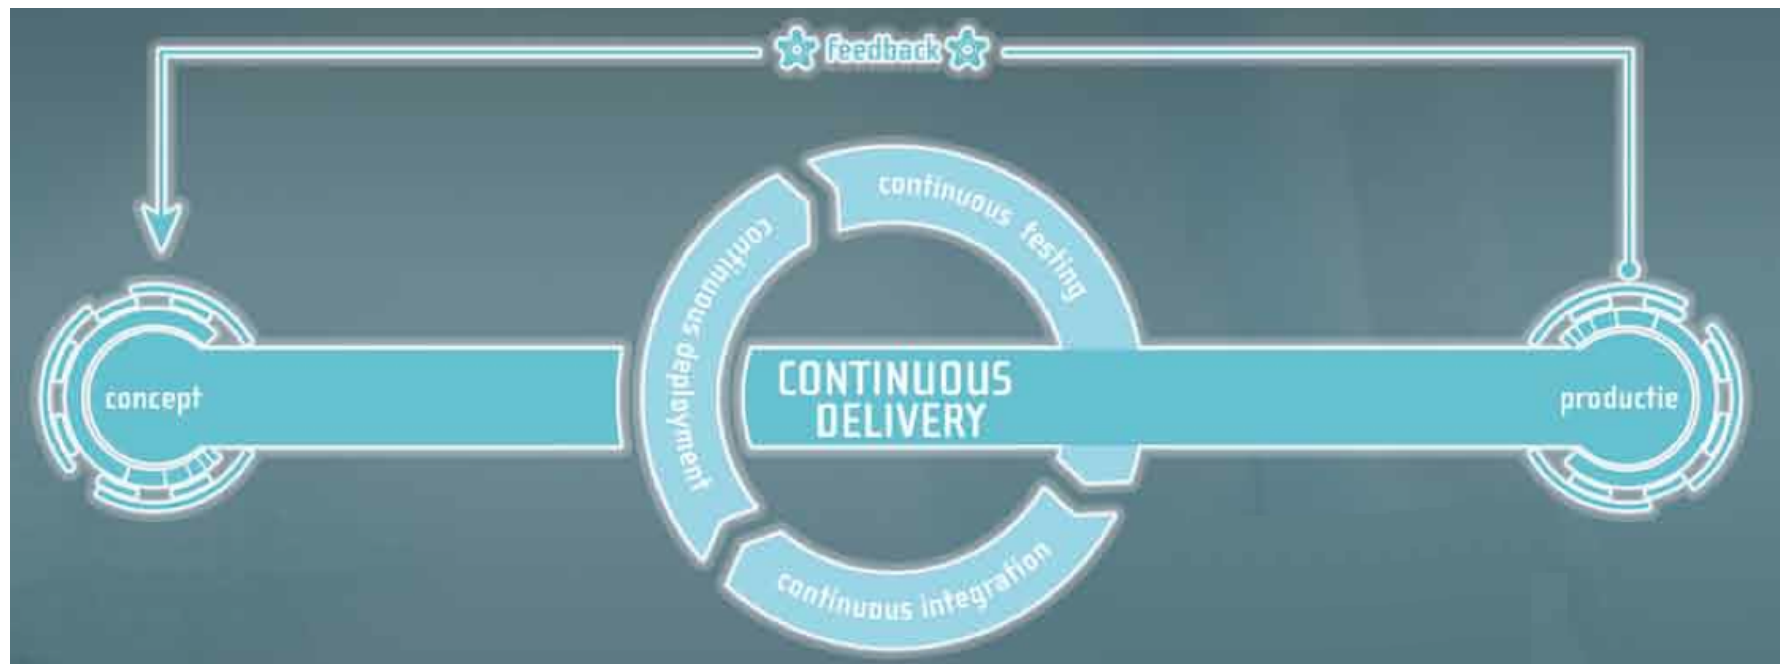 feedback
continuous testing
continuous deployment
concept
CONTINUOUS
DELIVERY
productie
continuous integration